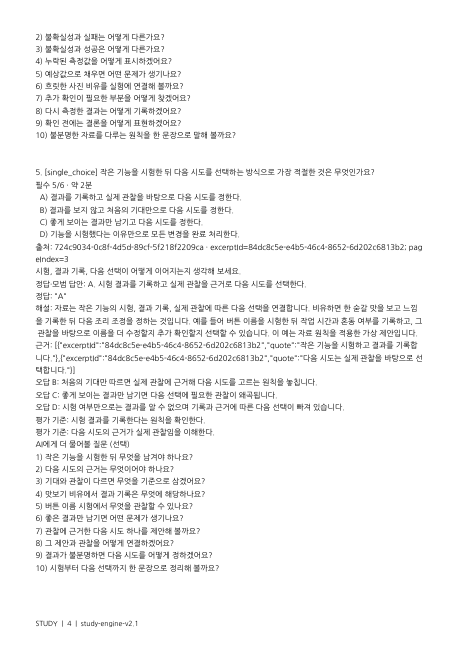 2) 불확실성과 실패는 어떻게 다른가요?
3) 불확실성과 성공은 어떻게 다른가요?
4) 누락된 측정값을 어떻게 표시하겠어요?
5) 예상값으로 채우면 어떤 문제가 생기나요?
6) 흐릿한 사진 비유를 실험에 연결해 볼까요?
7) 추가 확인이 필요한 부분을 어떻게 찾겠어요?
8) 다시 측정한 결과는 어떻게 기록하겠어요?
9) 확인 전에는 결론을 어떻게 표현하겠어요?
10) 불분명한 자료를 다루는 원칙을 한 문장으로 말해 볼까요?
5. [single_choice] 작은 기능을 시험한 뒤 다음 시도를 선택하는 방식으로 가장 적절한 것은 무엇인가요?
필수 5/6 · 약 2분
A) 결과를 기록하고 실제 관찰을 바탕으로 다음 시도를 정한다.
B) 결과를 보지 않고 처음의 기대만으로 다음 시도를 정한다.
C) 좋게 보이는 결과만 남기고 다음 시도를 정한다.
D) 기능을 시험했다는 이유만으로 모든 변경을 완료 처리한다.
출처: 724c9034-0c8f-4d5d-89cf-5f218f2209ca · excerptId=84dc8c5e-e4b5-46c4-8652-6d202c6813b2; pag
eIndex=3
시험, 결과 기록, 다음 선택이 어떻게 이어지는지 생각해 보세요.
정답·모범 답안: A. 시험 결과를 기록하고 실제 관찰을 근거로 다음 시도를 선택한다.
정답: "A"
해설: 자료는 작은 기능의 시험, 결과 기록, 실제 관찰에 따른 다음 선택을 연결합니다. 비유하면 한 숟갈 맛을 보고 느낌
을 기록한 뒤 다음 조리 조정을 정하는 것입니다. 예를 들어 버튼 이름을 시험한 뒤 작업 시간과 혼동 여부를 기록하고, 그
관찰을 바탕으로 이름을 더 수정할지 추가 확인할지 선택할 수 있습니다. 이 예는 자료 원칙을 적용한 가상 제안입니다.
근거: [{"excerptId":"84dc8c5e-e4b5-46c4-8652-6d202c6813b2","quote":"작은 기능을 시험하고 결과를 기록합
니다."},{"excerptId":"84dc8c5e-e4b5-46c4-8652-6d202c6813b2","quote":"다음 시도는 실제 관찰을 바탕으로 선
택합니다."}]
오답 B: 처음의 기대만 따르면 실제 관찰에 근거해 다음 시도를 고르는 원칙을 놓칩니다.
오답 C: 좋게 보이는 결과만 남기면 다음 선택에 필요한 관찰이 왜곡됩니다.
오답 D: 시험 여부만으로는 결과를 알 수 없으며 기록과 근거에 따른 다음 선택이 빠져 있습니다.
평가 기준: 시험 결과를 기록한다는 원칙을 확인한다.
평가 기준: 다음 시도의 근거가 실제 관찰임을 이해한다.
AI에게 더 물어볼 질문 (선택)
1) 작은 기능을 시험한 뒤 무엇을 남겨야 하나요?
2) 다음 시도의 근거는 무엇이어야 하나요?
3) 기대와 관찰이 다르면 무엇을 기준으로 삼겠어요?
4) 맛보기 비유에서 결과 기록은 무엇에 해당하나요?
5) 버튼 이름 시험에서 무엇을 관찰할 수 있나요?
6) 좋은 결과만 남기면 어떤 문제가 생기나요?
7) 관찰에 근거한 다음 시도 하나를 제안해 볼까요?
8) 그 제안과 관찰을 어떻게 연결하겠어요?
9) 결과가 불분명하면 다음 시도를 어떻게 정하겠어요?
10) 시험부터 다음 선택까지 한 문장으로 정리해 볼까요?
STUDY | 4 | study-engine-v2.1